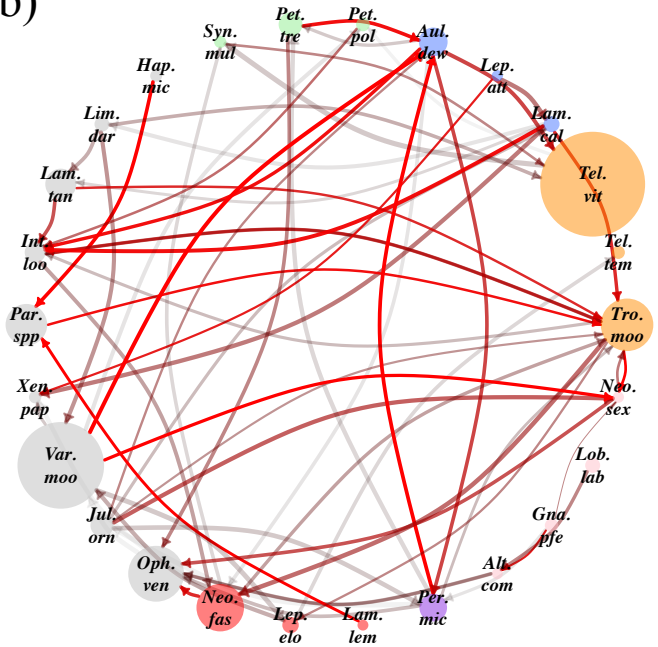 b)
Pet.
tre
Pet.
pol
Aul.
dew
Syn.
mul
Lep.
att
Hap.
mic
Lam.
cal
Lim.
dar
Tel.
vit
Lam.
tan
Tel.
tem
Int.
loo
Tro.
moo
Par.
spp
Neo.
sex
Xen.
pap
Var.
moo
Lob.
lab
Jul.
orn
Gna.
pfe
Oph.
ven
Alt.
com
Neo.
fas
Lep.
elo
Lam.
lem
Per.
mic